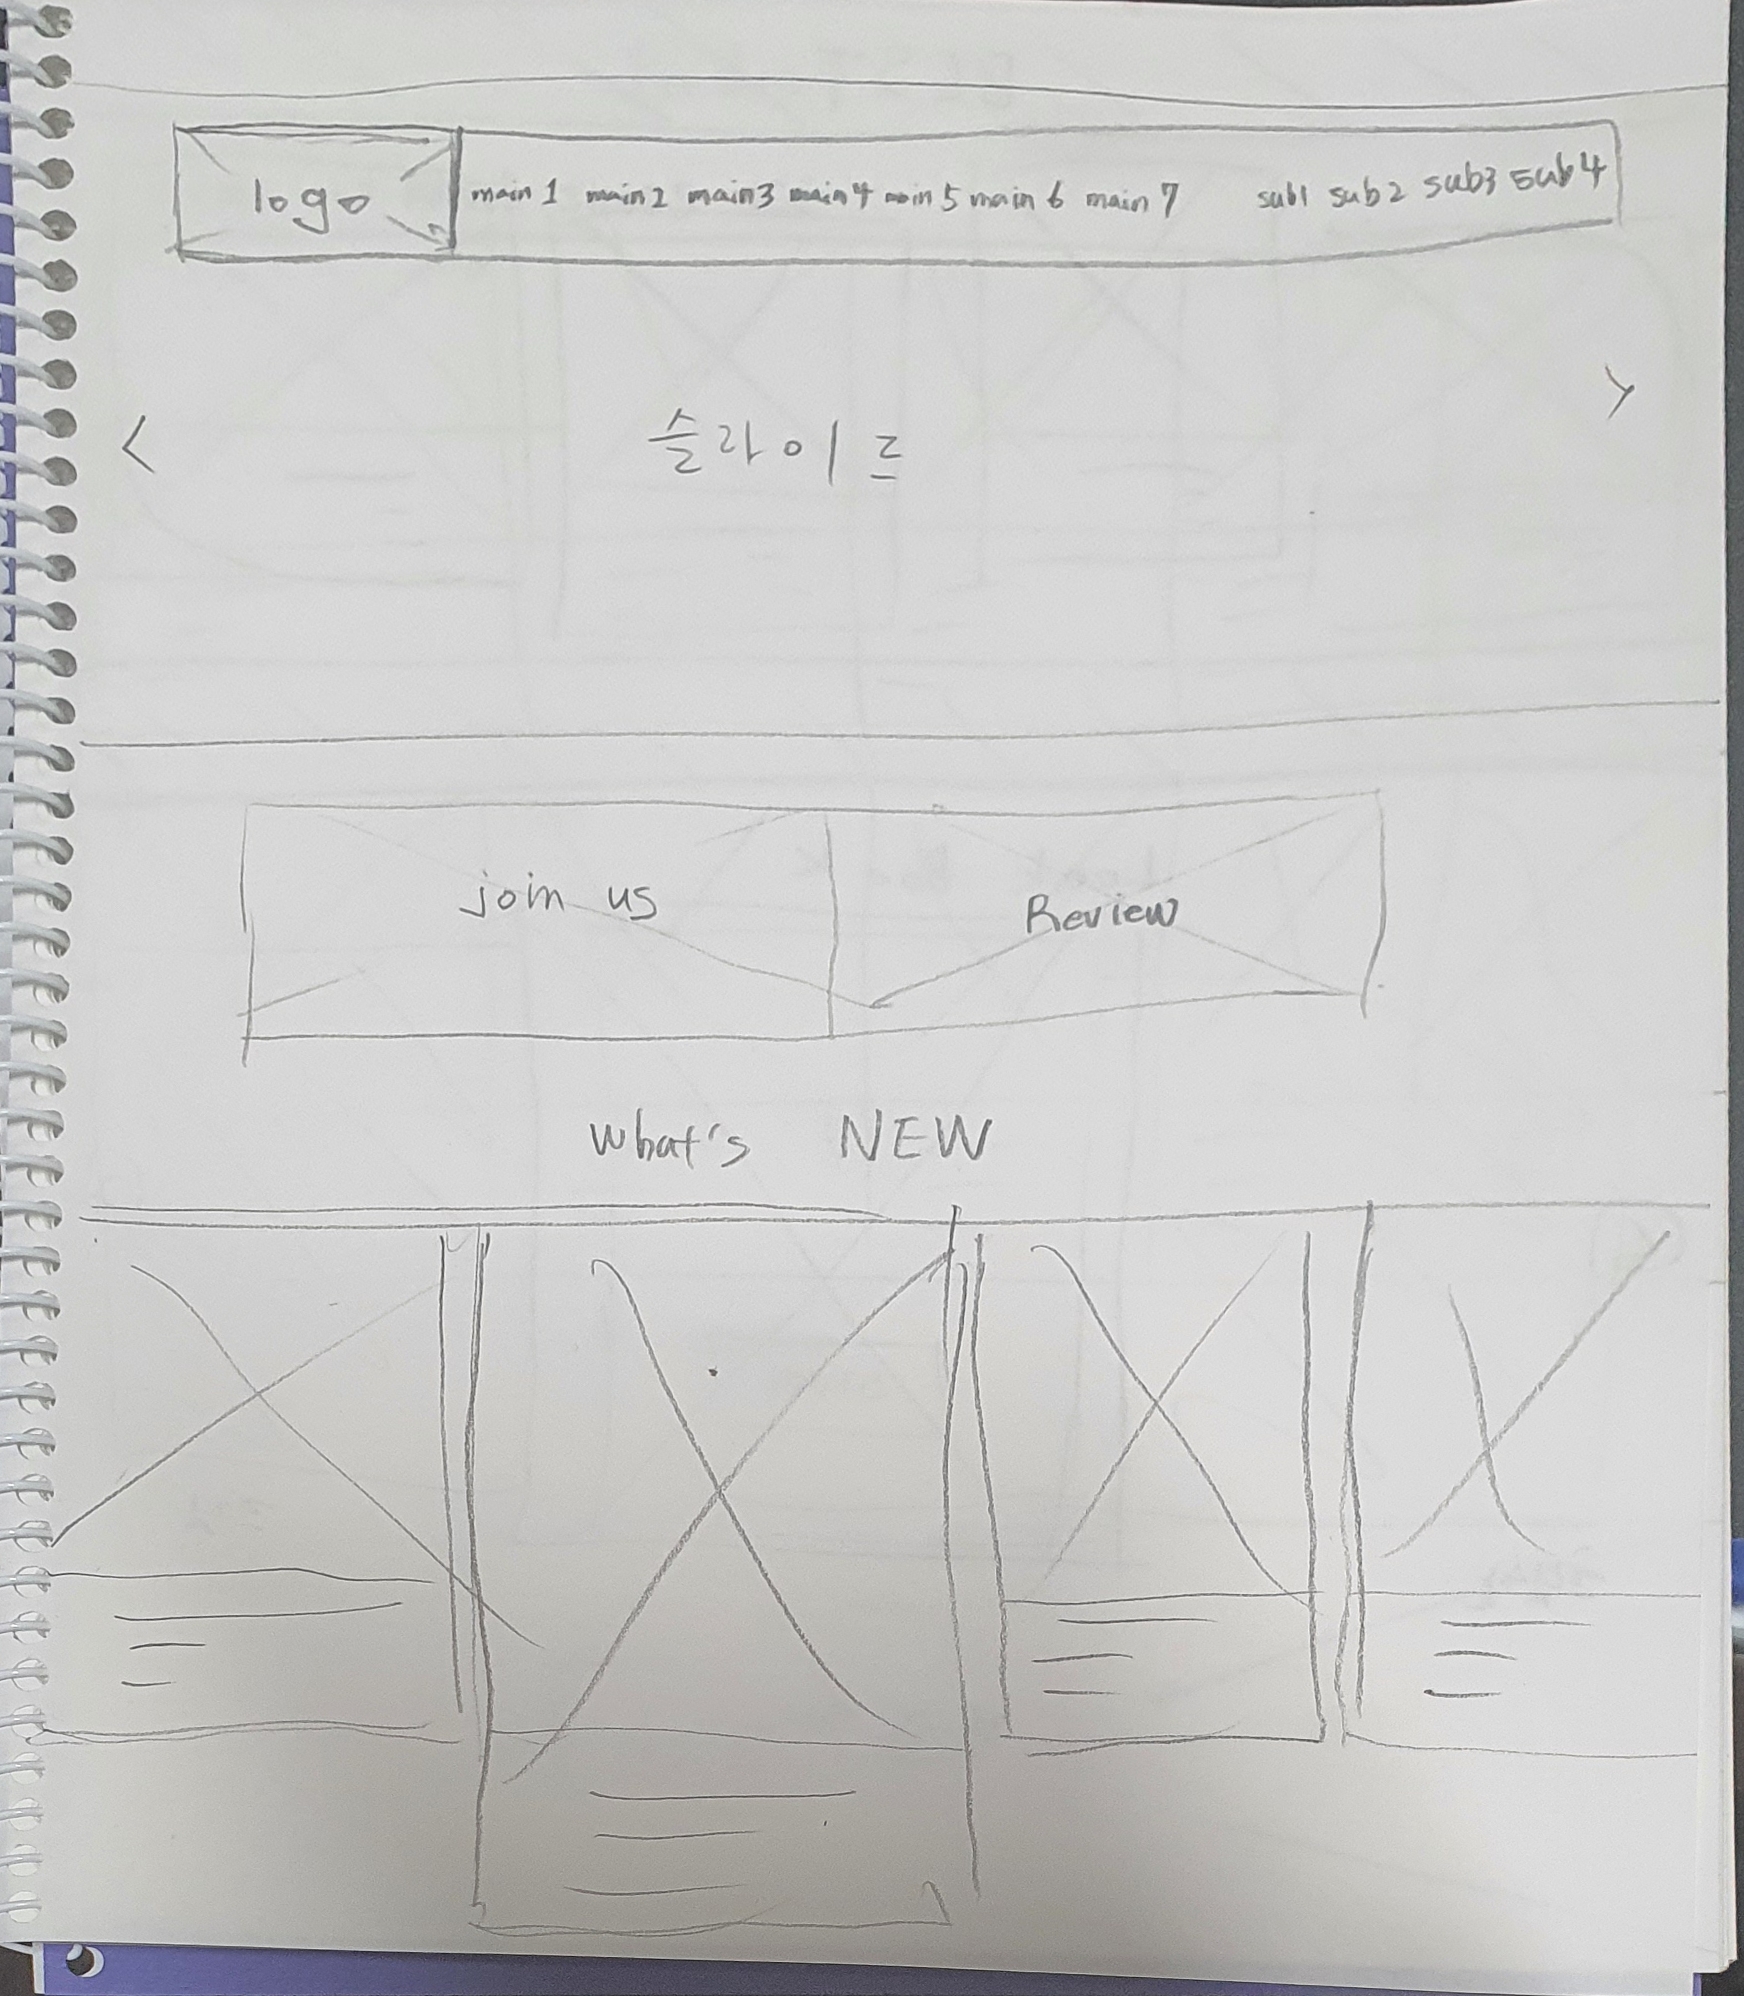 logo main 1 main 2 main 3 main 4 main 5 main 6 main 7 sub1 sub2 sub3 sub4
< 슬라이드 >
join us Review
what's NEW